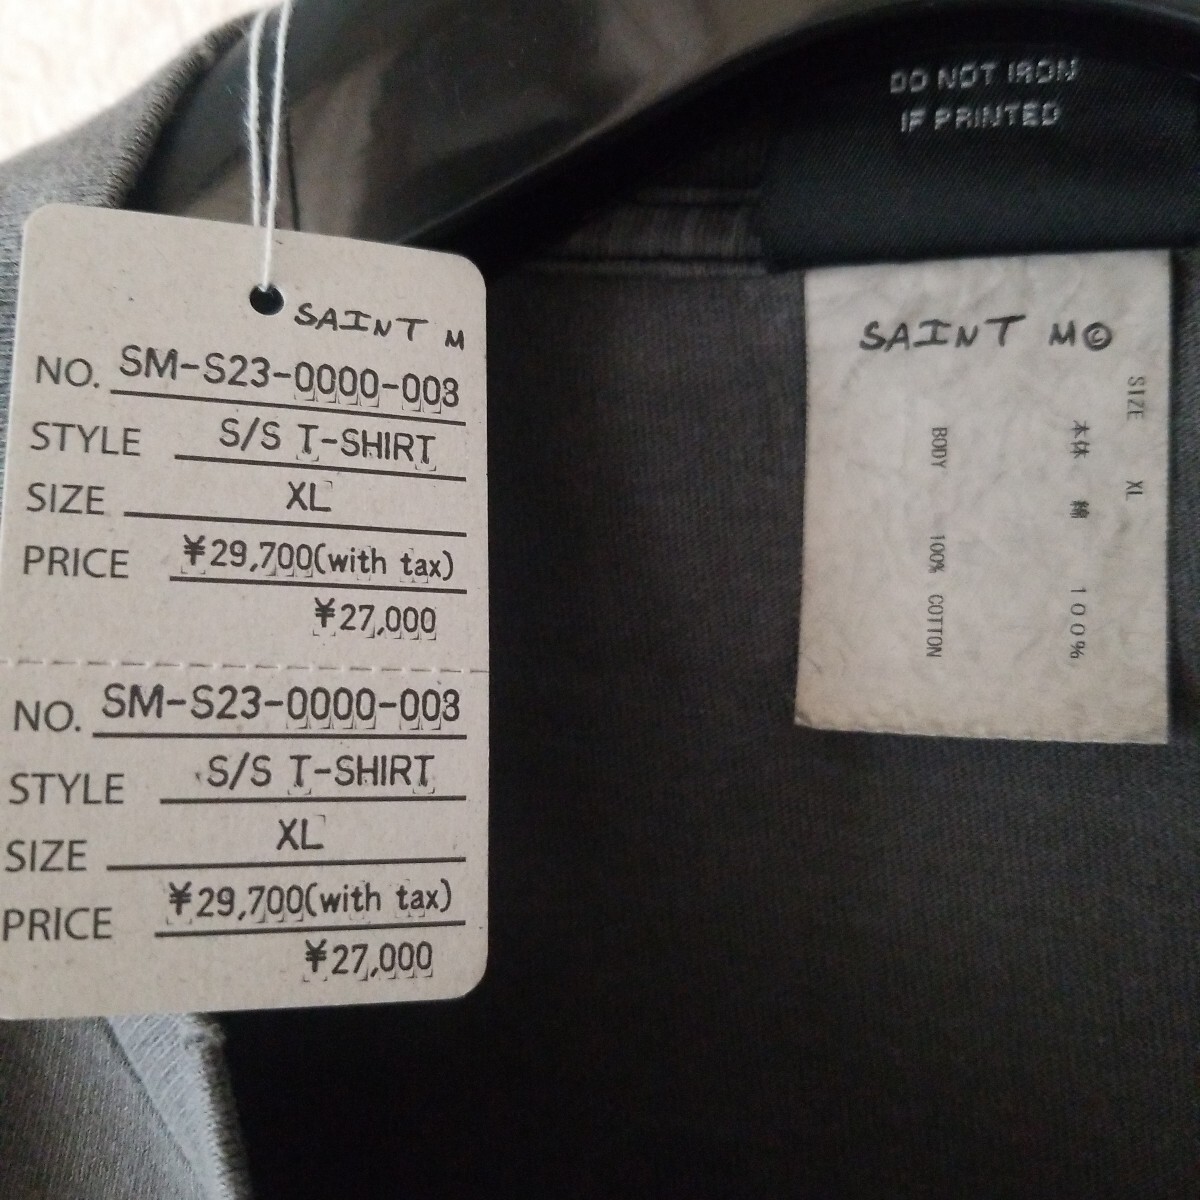 SAINT M
NO. SM-S23-0000-003
STYLE S/S T-SHIRT
SIZE XL
PRICE ¥29,700(with tax)
¥27,000
NO. SM-S23-0000-003
STYLE S/S T-SHIRT
SIZE XL
PRICE ¥29,700(with tax)
¥27,000
DO NOT IRON
IF PRINTED
SAINT M©
SIZE XL
本体 綿 100%
BODY 100% COTTON